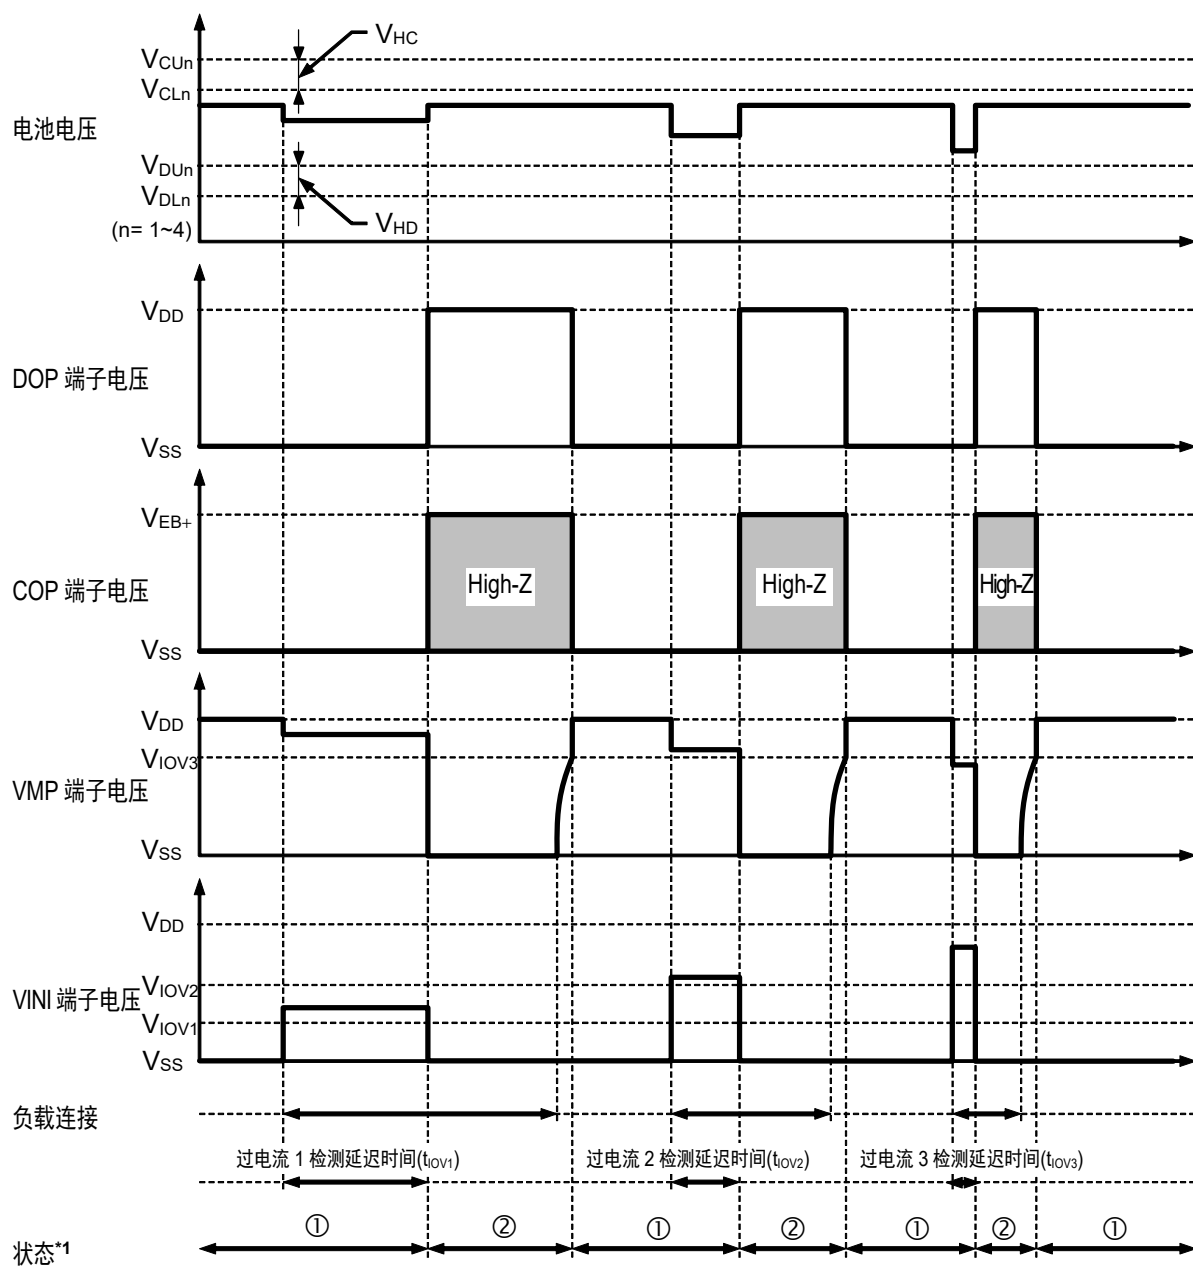 VHC
VCUn
VCLn
电池电压
VDUn
VDLn
VHD
(n= 1~4)
VDD
DOP 端子电压
VSS
VEB+
High-Z High-Z High-Z
COP 端子电压
VSS
VDD
VIOV3
VMP 端子电压
VSS
VDD
VIOV2
VINI 端子电压
VIOV1
VSS
负载连接
过电流 1 检测延迟时间(tIOV1) 过电流 2 检测延迟时间(tIOV2) 过电流 3 检测延迟时间(tIOV3)
① ② ① ② ① ② ①
状态*1